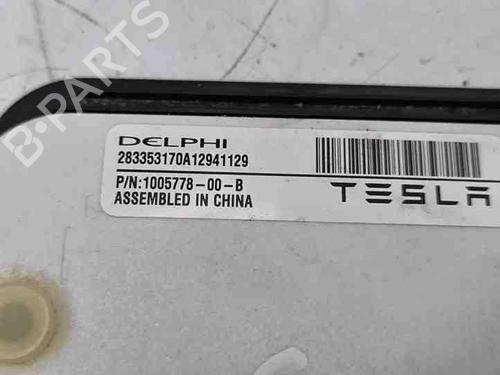 DELPHI
283353170A12941129
P/N:1005778-00-B
ASSEMBLED IN CHINA
TESLA
B-PARTS